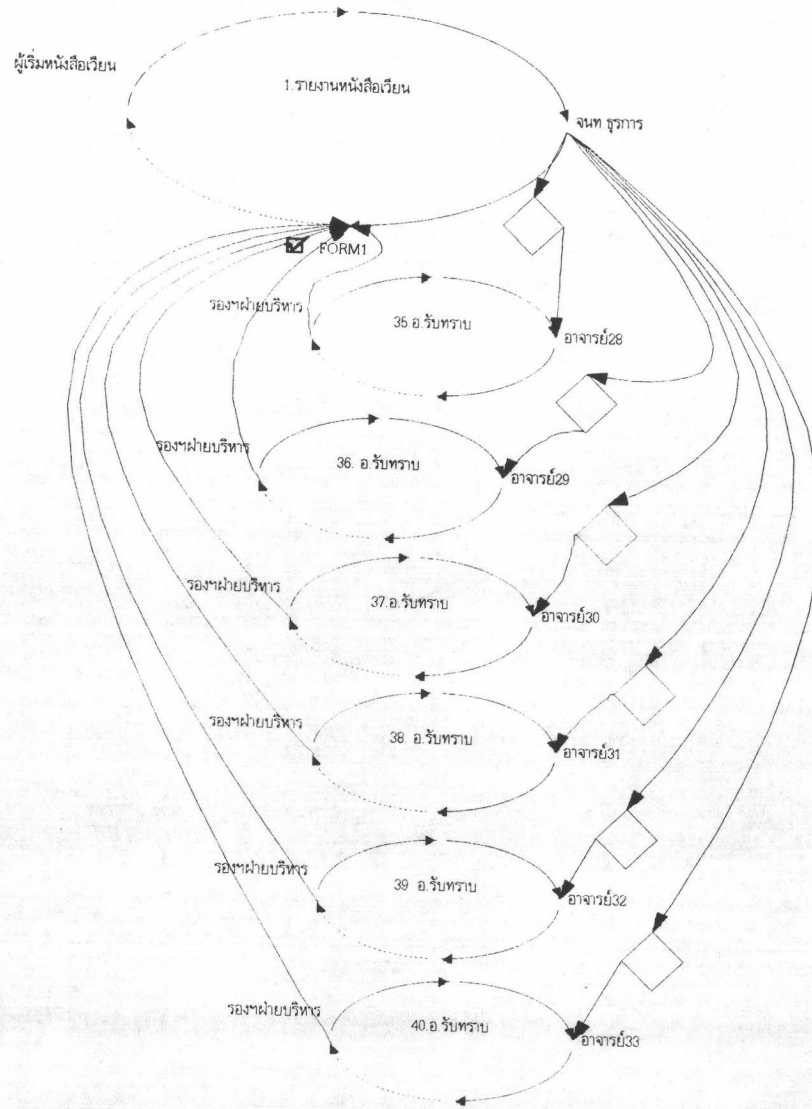 ผู้เริ่มหนังสือเวียน
1.รายงานหนังสือเวียน
จนท.ธุรการ
FORM1
รองฯฝ่ายบริหาร
35.อ.รับทราบ
อาจารย์28
รองฯฝ่ายบริหาร
36. อ.รับทราบ
อาจารย์29
รองฯฝ่ายบริหาร
37.อ.รับทราบ
อาจารย์30
รองฯฝ่ายบริหาร
38 อ.รับทราบ
อาจารย์31
รองฯฝ่ายบริหาร
39 อ.รับทราบ
อาจารย์32
รองฯฝ่ายบริหาร
40.อ.รับทราบ
อาจารย์33